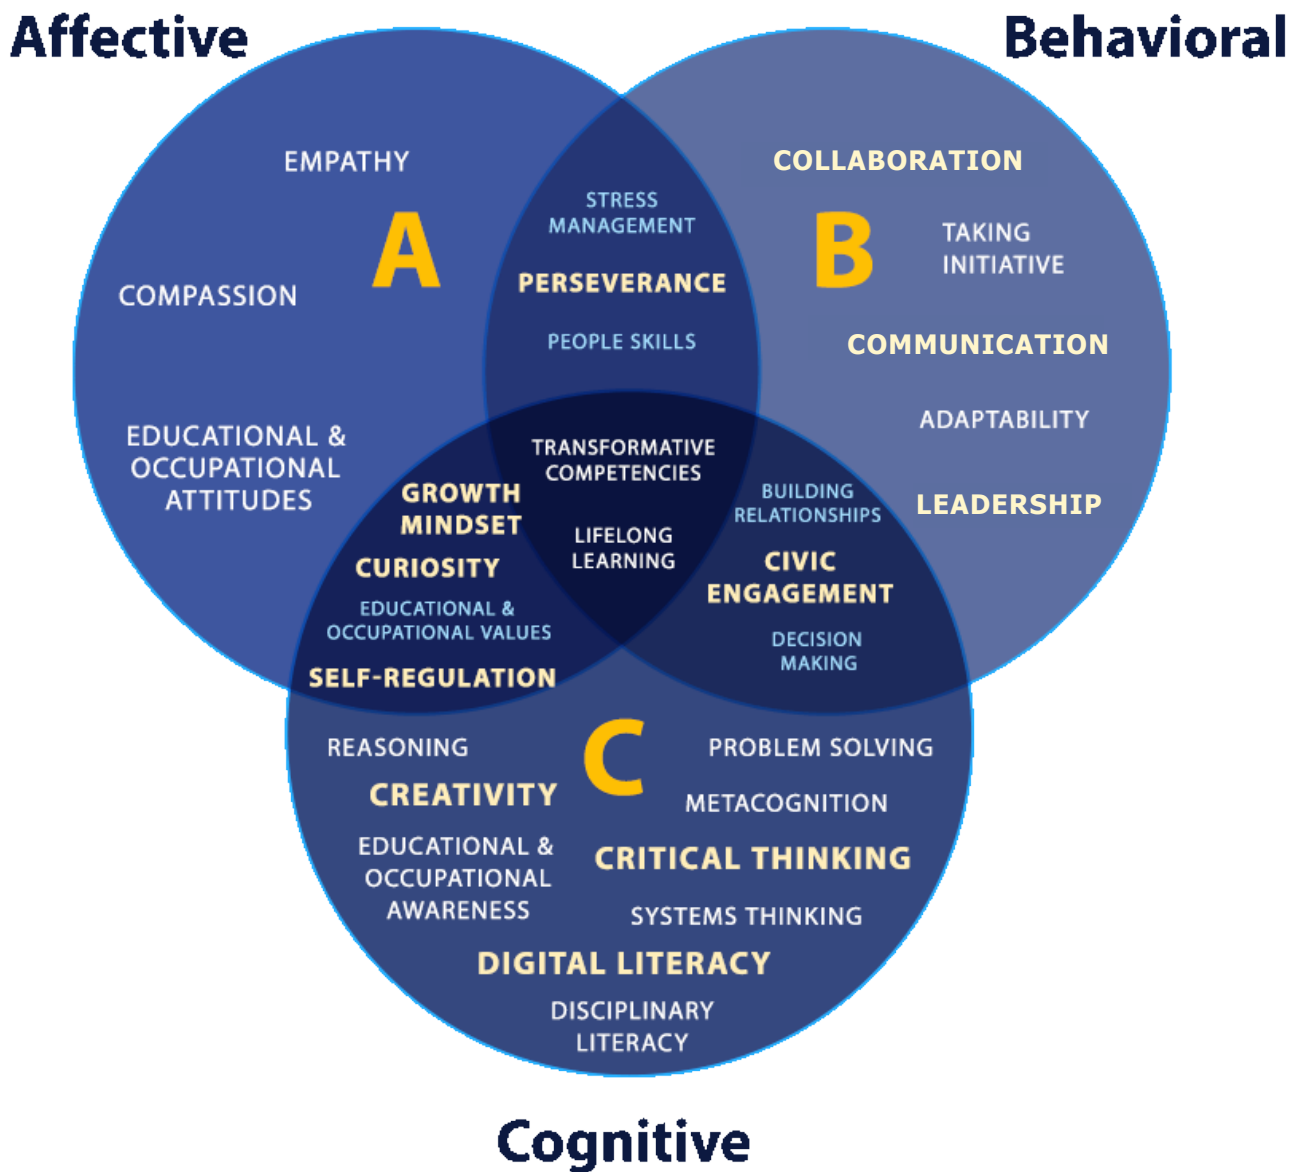 Affective
Behavioral
EMPATHY
A
COMPASSION
EDUCATIONAL &
OCCUPATIONAL
ATTITUDES
STRESS
MANAGEMENT
PERSEVERANCE
PEOPLE SKILLS
COLLABORATION
B
TAKING
INITIATIVE
COMMUNICATION
ADAPTABILITY
LEADERSHIP
TRANSFORMATIVE
COMPETENCIES
LIFELONG
LEARNING
GROWTH
MINDSET
CURIOSITY
EDUCATIONAL &
OCCUPATIONAL VALUES
SELF-REGULATION
BUILDING
RELATIONSHIPS
CIVIC
ENGAGEMENT
DECISION
MAKING
C
REASONING
CREATIVITY
EDUCATIONAL &
OCCUPATIONAL
AWARENESS
PROBLEM SOLVING
METACOGNITION
CRITICAL THINKING
SYSTEMS THINKING
DIGITAL LITERACY
DISCIPLINARY
LITERACY
Cognitive